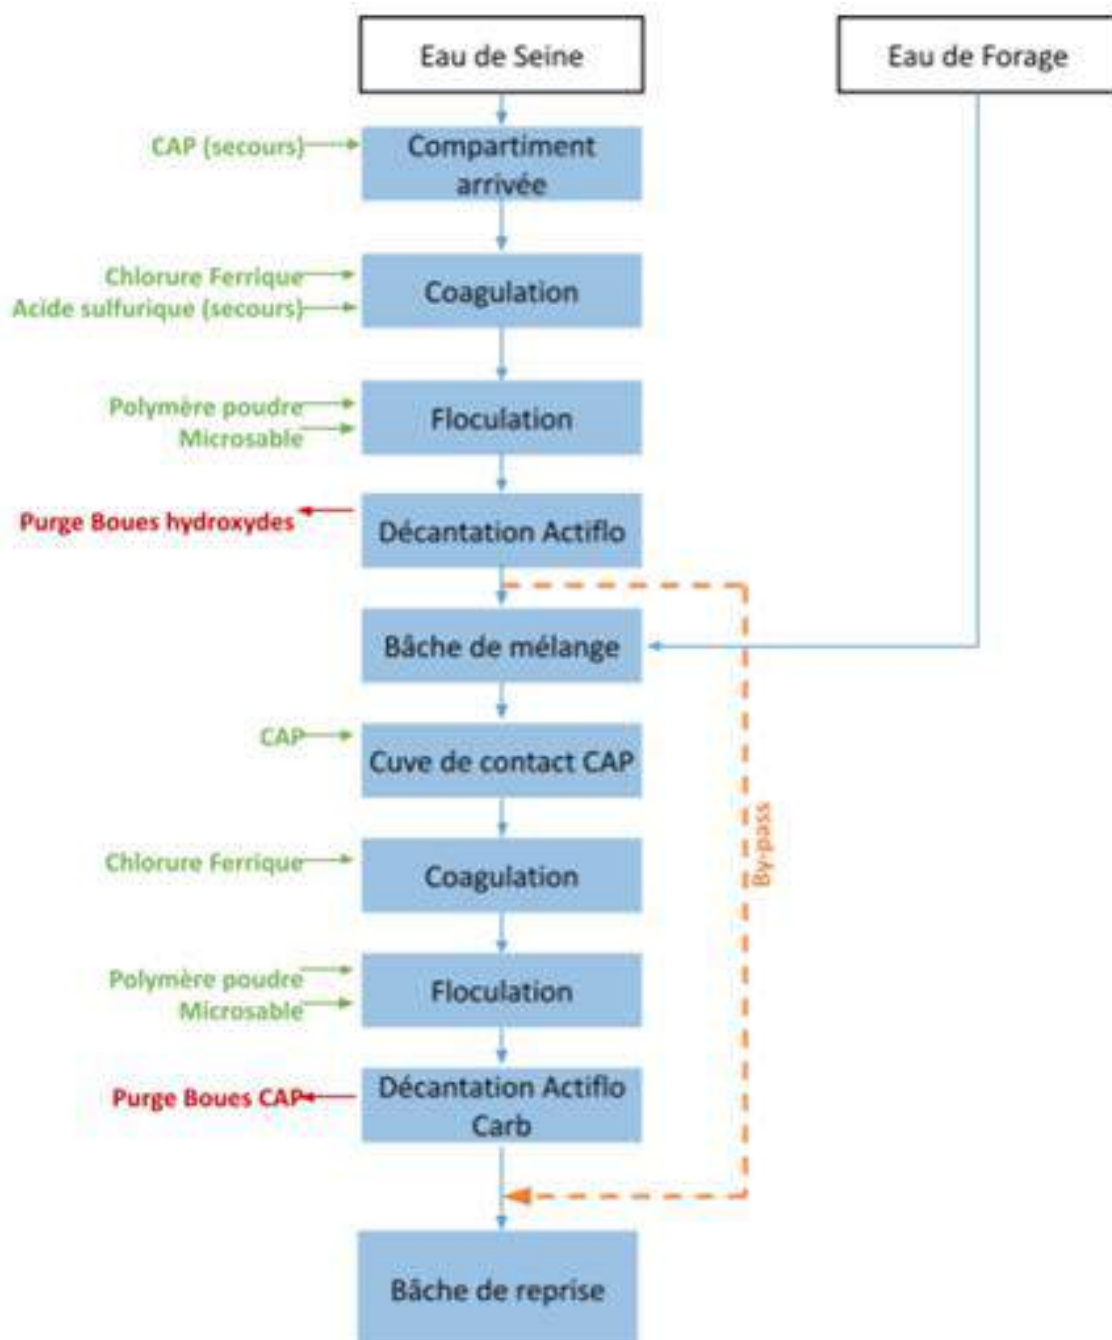 Eau de Seine
Eau de Forage
CAP (secours)
Compartiment
arrivée
Chlorure Ferrique
Acide sulfurique (secours)
Coagulation
Polymère poudre
Microsable
Floculation
Purge Boues hydroxydes
Décantation Actiflo
Bâche de mélange
CAP
Cuve de contact CAP
By-pass
Chlorure Ferrique
Coagulation
Polymère poudre
Microsable
Floculation
Purge Boues CAP
Décantation Actiflo
Carb
Bâche de reprise